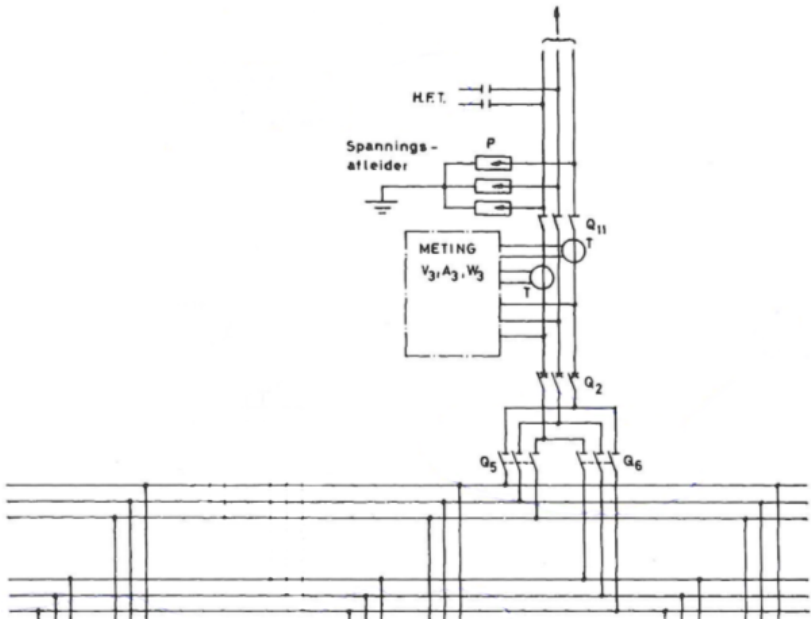 H.F.T.
P
Spannings-
afleider
Q11
T
METING
V3, A3, W3
T
Q2
Q5
Q6